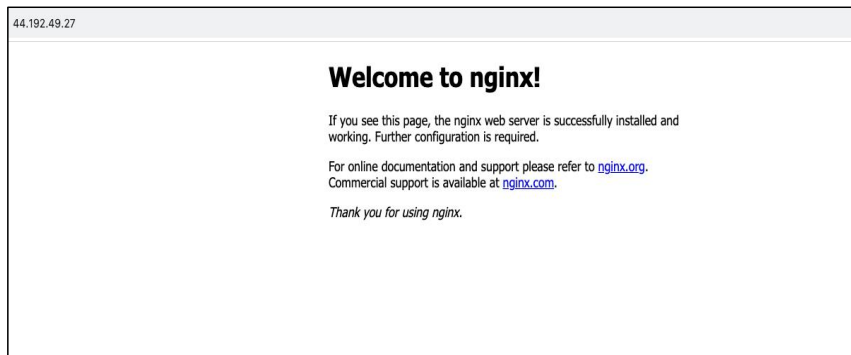 44.192.49.27
Welcome to nginx!
If you see this page, the nginx web server is successfully installed and
working. Further configuration is required.
For online documentation and support please refer to nginx.org.
Commercial support is available at nginx.com.
Thank you for using nginx.